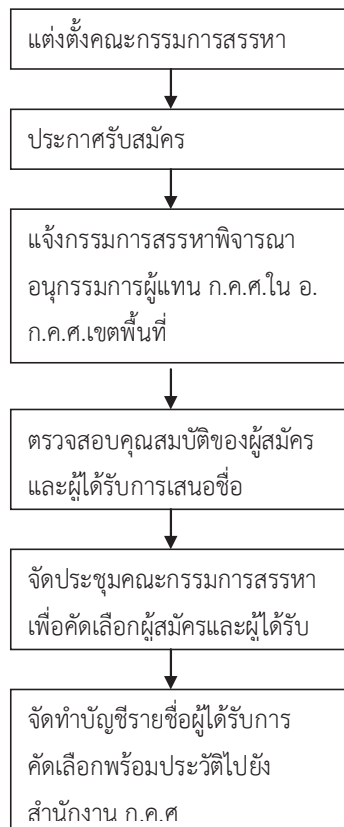 แต่งตั้งคณะกรรมการสรรหา
ประกาศรับสมัคร
แจ้งกรรมการสรรหาพิจารณา
อนุกรรมการผู้แทน ก.ค.ศ.ใน อ.
ก.ค.ศ.เขตพื้นที่
ตรวจสอบคุณสมบัติของผู้สมัคร
และผู้ได้รับการเสนอชื่อ
จัดประชุมคณะกรรมการสรรหา
เพื่อคัดเลือกผู้สมัครและผู้ได้รับ
จัดทำบัญชีรายชื่อผู้ได้รับการ
คัดเลือกพร้อมประวัติไปยัง
สำนักงาน ก.ค.ศ